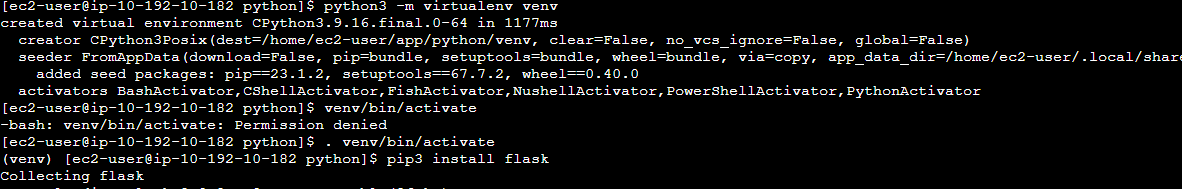 [ec2-user@ip-10-192-10-182 python]$ python3 -m virtualenv venv
created virtual environment CPython3.9.16.final.0-64 in 1177ms
  creator CPython3Posix(dest=/home/ec2-user/app/python/venv, clear=False, no_vcs_ignore=False, global=False)
  seeder FromAppData(download=False, pip=bundle, setuptools=bundle, wheel=bundle, via=copy, app_data_dir=/home/ec2-user/.local/share
    added seed packages: pip==23.1.2, setuptools==67.7.2, wheel==0.40.0
  activators BashActivator,CShellActivator,FishActivator,NushellActivator,PowerShellActivator,PythonActivator
[ec2-user@ip-10-192-10-182 python]$ venv/bin/activate
-bash: venv/bin/activate: Permission denied
[ec2-user@ip-10-192-10-182 python]$ . venv/bin/activate
(venv) [ec2-user@ip-10-192-10-182 python]$ pip3 install flask
Collecting flask